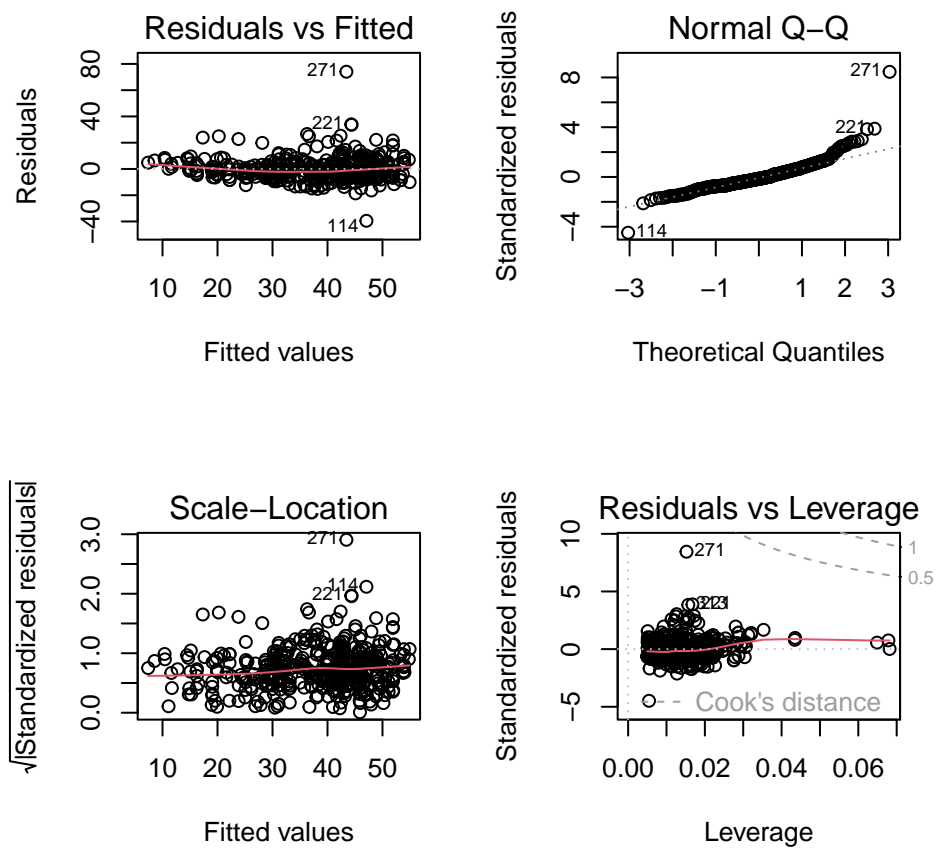 Residuals vs Fitted
Residuals
80
40
0
−40
271
221
114
10 20 30 40 50
Fitted values
Normal Q−Q
Standardized residuals
8
4
0
−4
271
221
114
−3 −1 1 2 3
Theoretical Quantiles
Scale−Location
√|Standardized residuals|
3.0
2.0
1.0
0.0
271
114
221
10 20 30 40 50
Fitted values
Residuals vs Leverage
Standardized residuals
10
5
0
−5
271
1
0.5
Cook's distance
0.00 0.02 0.04 0.06
Leverage